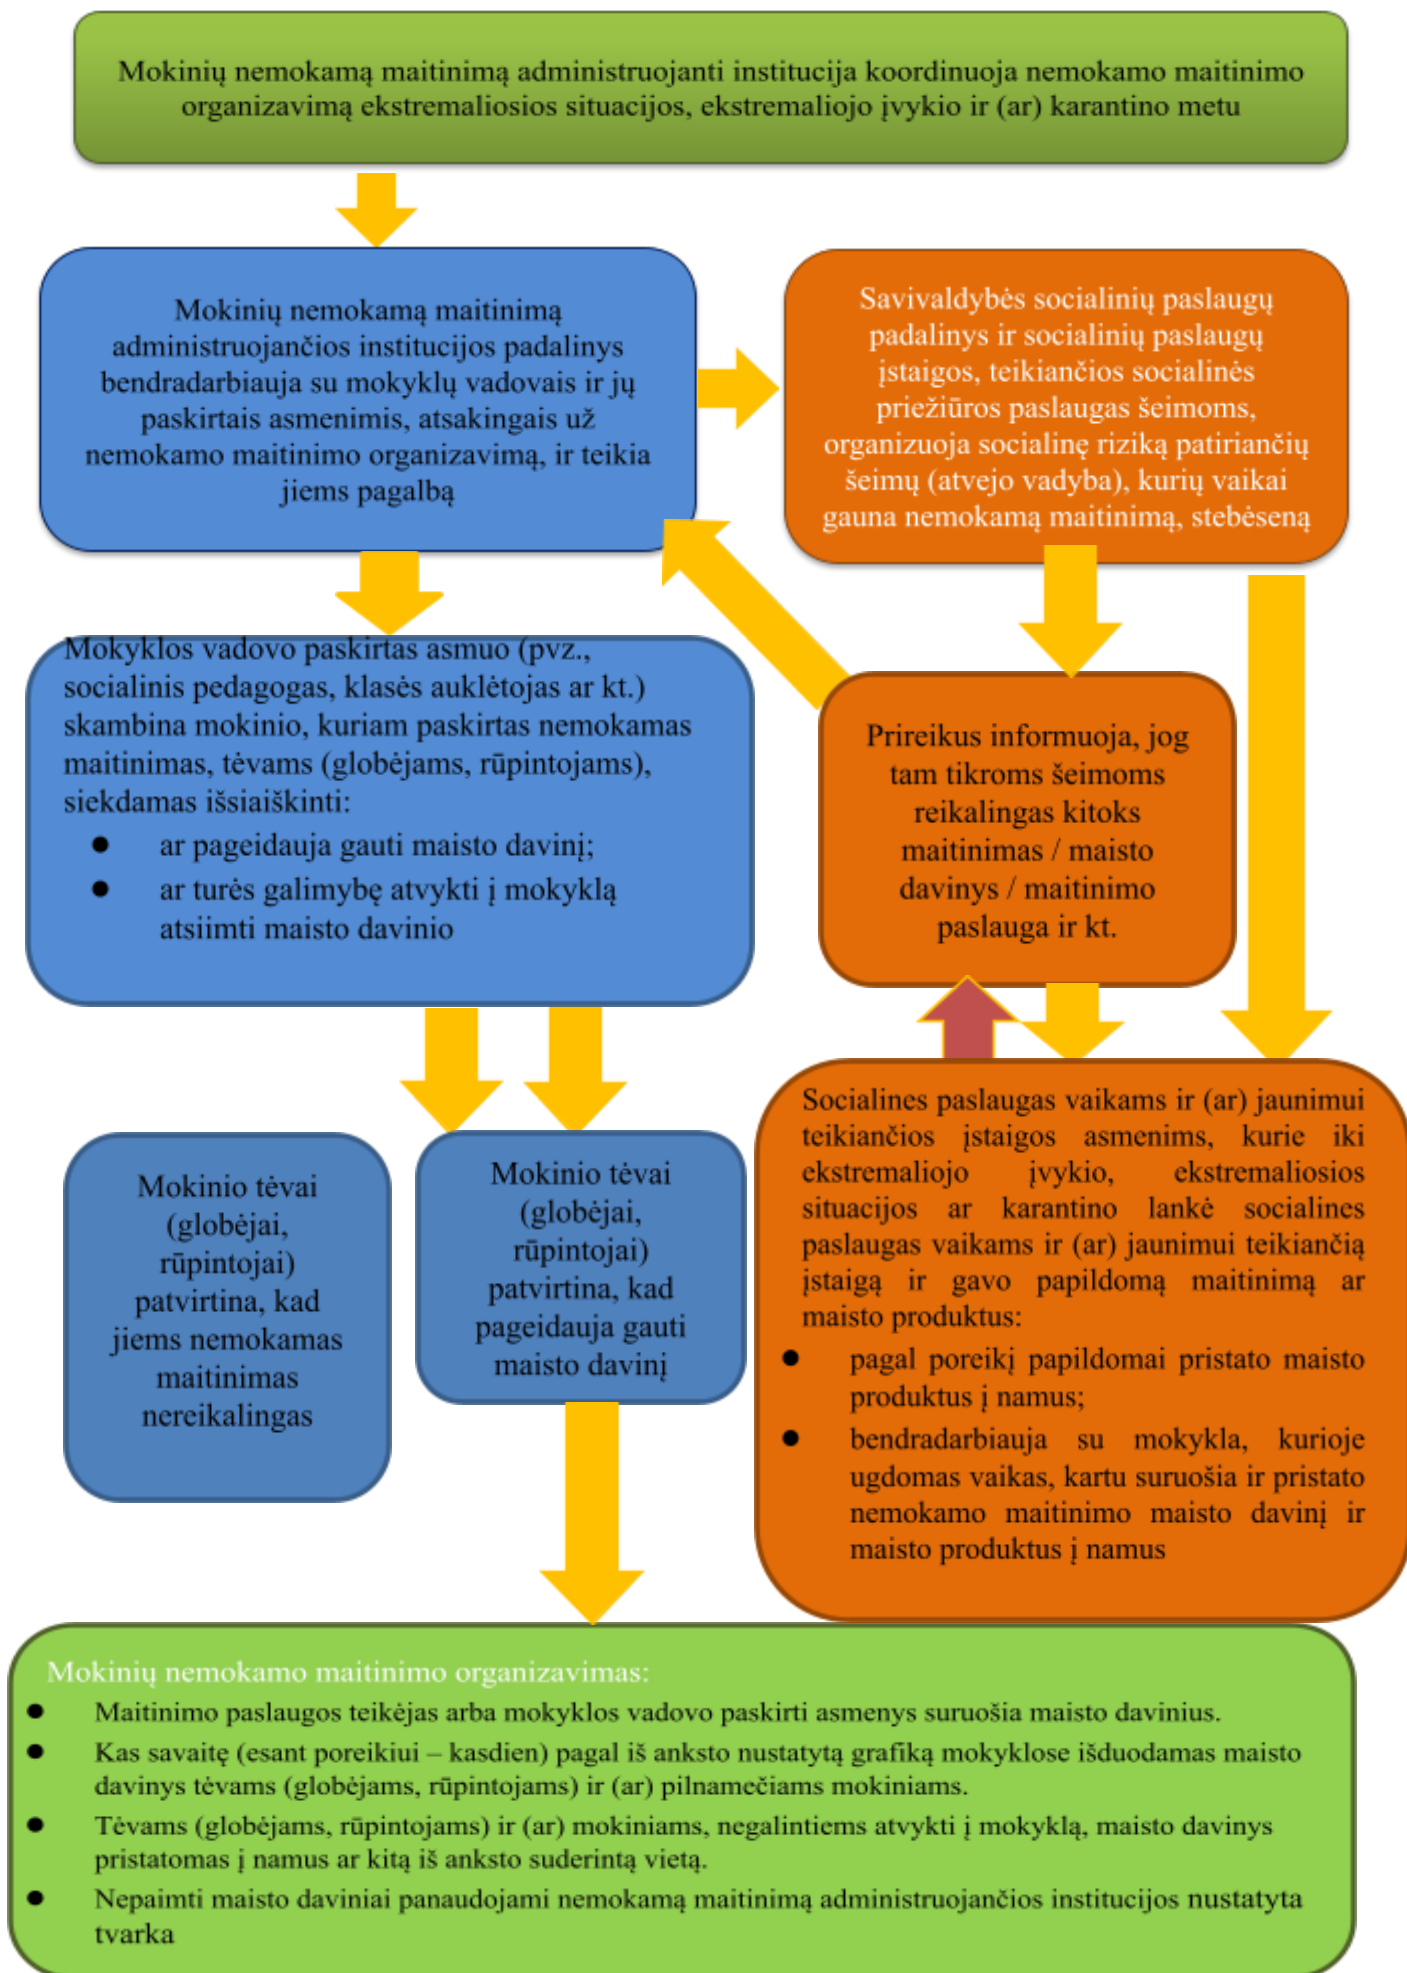 Mokinių nemokamą maitinimą administruojanti institucija koordinuoja nemokamo maitinimo
organizavimą ekstremaliosios situacijos, ekstremaliojo įvykio ir (ar) karantino metu
Mokinių nemokamą maitinimą
administruojančios institucijos padalinys
bendradarbiauja su mokyklų vadovais ir jų
paskirtais asmenimis, atsakingais už
nemokamo maitinimo organizavimą, ir teikia
jiems pagalbą
Savivaldybės socialinių paslaugų
padalinys ir socialinių paslaugų
įstaigos, teikiančios socialinės
priežiūros paslaugas šeimoms,
organizuoja socialinę riziką patiriančių
šeimų (atvejo vadyba), kurių vaikai
gauna nemokamą maitinimą, stebėseną
Mokyklos vadovo paskirtas asmuo (pvz.,
socialinis pedagogas, klasės auklėtojas ar kt.)
skambina mokinio, kuriam paskirtas nemokamas
maitinimas, tėvams (globėjams, rūpintojams),
siekdamas išsiaiškinti:
● ar pageidauja gauti maisto davinį;
● ar turės galimybę atvykti į mokyklą
atsiimti maisto davinio
Prireikus informuoja, jog
tam tikroms šeimoms
reikalingas kitoks
maitinimas / maisto
davinys / maitinimo
paslauga ir kt.
Mokinio tėvai
(globėjai,
rūpintojai)
patvirtina, kad
jiems nemokamas
maitinimas
nereikalingas
Mokinio tėvai
(globėjai,
rūpintojai)
patvirtina, kad
pageidauja gauti
maisto davinį
Socialines paslaugas vaikams ir (ar) jaunimui
teikiančios įstaigos asmenims, kurie iki
ekstremaliojo įvykio, ekstremaliosios
situacijos ar karantino lankė socialines
paslaugas vaikams ir (ar) jaunimui teikiančią
įstaigą ir gavo papildomą maitinimą ar
maisto produktus:
● pagal poreikį papildomai pristato maisto
produktus į namus;
● bendradarbiauja su mokykla, kurioje
ugdomas vaikas, kartu suruošia ir pristato
nemokamo maitinimo maisto davinį ir
maisto produktus į namus
Mokinių nemokamo maitinimo organizavimas:
● Maitinimo paslaugos teikėjas arba mokyklos vadovo paskirti asmenys suruošia maisto davinius.
● Kas savaitę (esant poreikiui – kasdien) pagal iš anksto nustatytą grafiką mokyklose išduodamas maisto
davinys tėvams (globėjams, rūpintojams) ir (ar) pilnamečiams mokiniams.
● Tėvams (globėjams, rūpintojams) ir (ar) mokiniams, negalintiems atvykti į mokyklą, maisto davinys
pristatomas į namus ar kitą iš anksto suderintą vietą.
● Nepaimti maisto daviniai panaudojami nemokamą maitinimą administruojančios institucijos nustatyta
tvarka